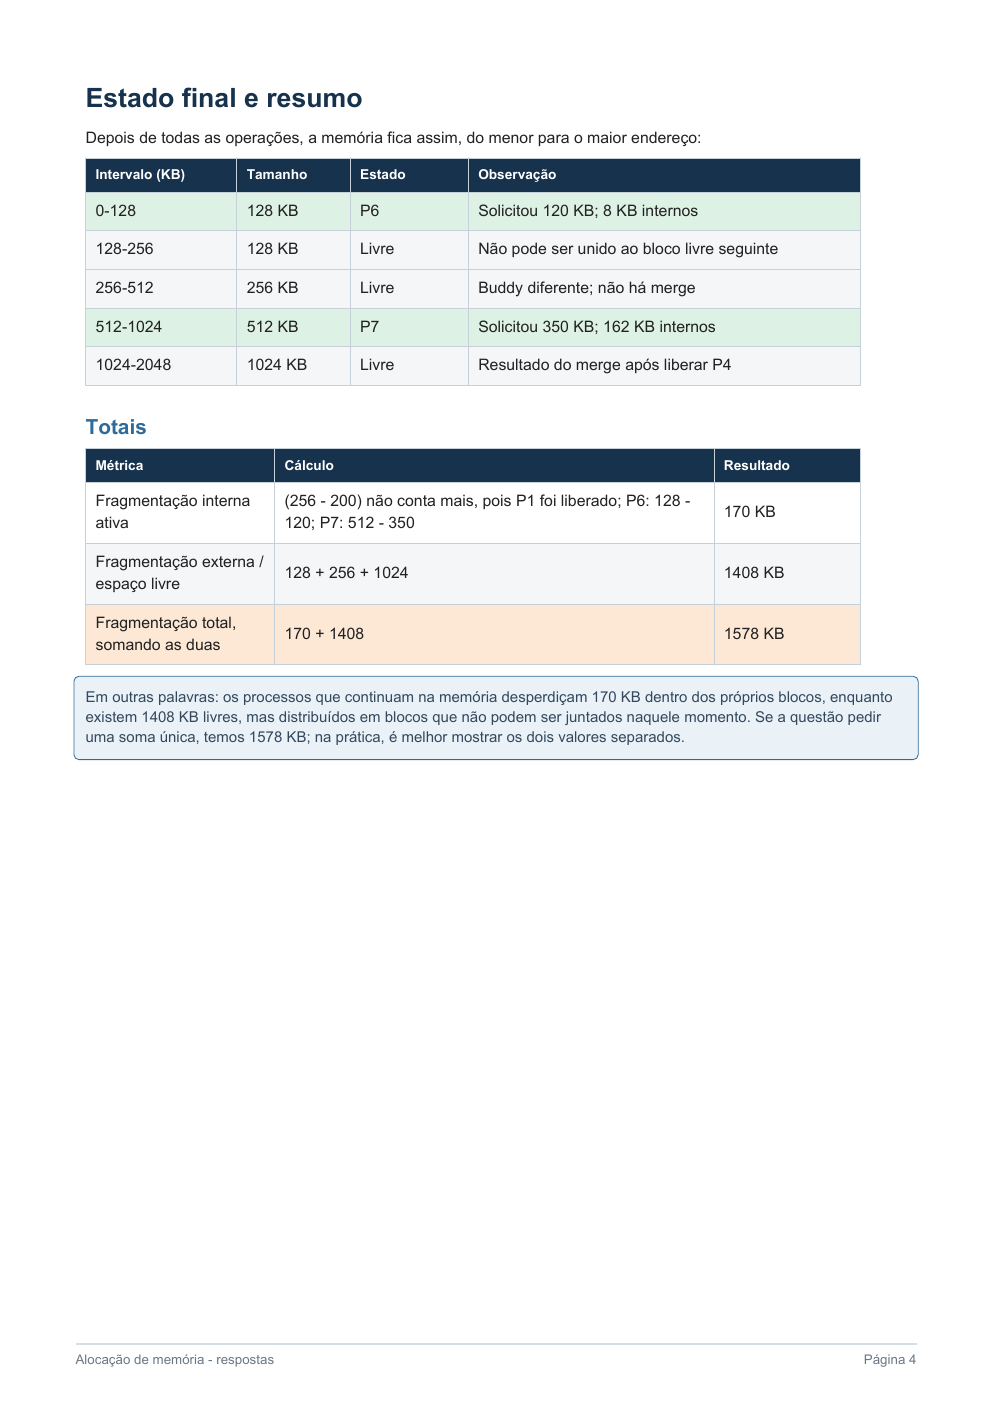 Estado final e resumo
Depois de todas as operações, a memória fica assim, do menor para o maior endereço:
Intervalo (KB) Tamanho Estado Observação
0-128 128 KB P6 Solicitou 120 KB; 8 KB internos
128-256 128 KB Livre Não pode ser unido ao bloco livre seguinte
256-512 256 KB Livre Buddy diferente; não há merge
512-1024 512 KB P7 Solicitou 350 KB; 162 KB internos
1024-2048 1024 KB Livre Resultado do merge após liberar P4
Totais
Métrica Cálculo Resultado
Fragmentação interna
ativa
(256 - 200) não conta mais, pois P1 foi liberado; P6: 128 -
120; P7: 512 - 350
170 KB
Fragmentação externa /
espaço livre
128 + 256 + 1024
1408 KB
Fragmentação total,
somando as duas
170 + 1408
1578 KB
Em outras palavras: os processos que continuam na memória desperdiçam 170 KB dentro dos próprios blocos, enquanto
existem 1408 KB livres, mas distribuídos em blocos que não podem ser juntados naquele momento. Se a questão pedir
uma soma única, temos 1578 KB; na prática, é melhor mostrar os dois valores separados.
Alocação de memória - respostas
Página 4